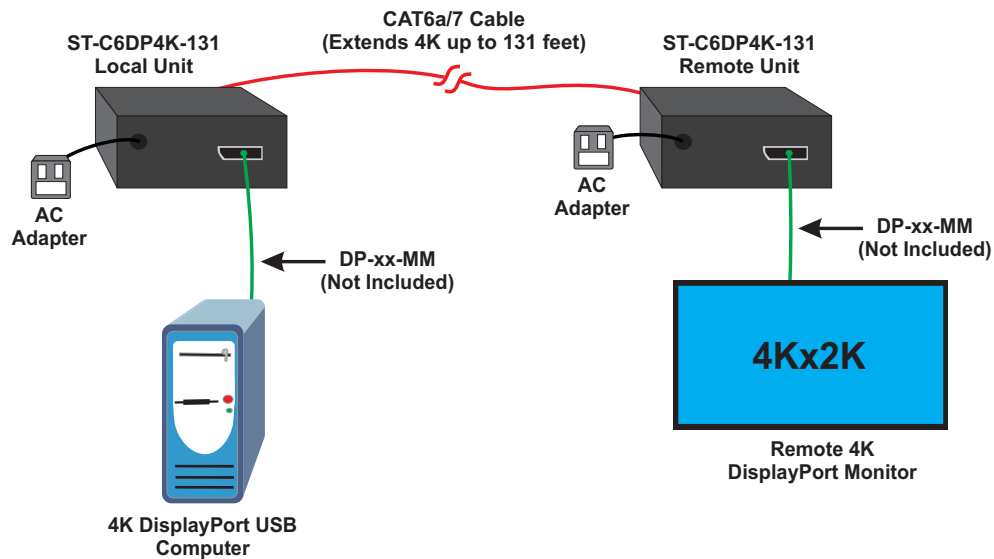 CAT6a/7 Cable
(Extends 4K up to 131 feet)
ST-C6DP4K-131
Local Unit
ST-C6DP4K-131
Remote Unit
AC
Adapter
AC
Adapter
DP-xx-MM
(Not Included)
DP-xx-MM
(Not Included)
4Kx2K
Remote 4K
DisplayPort Monitor
4K DisplayPort USB
Computer